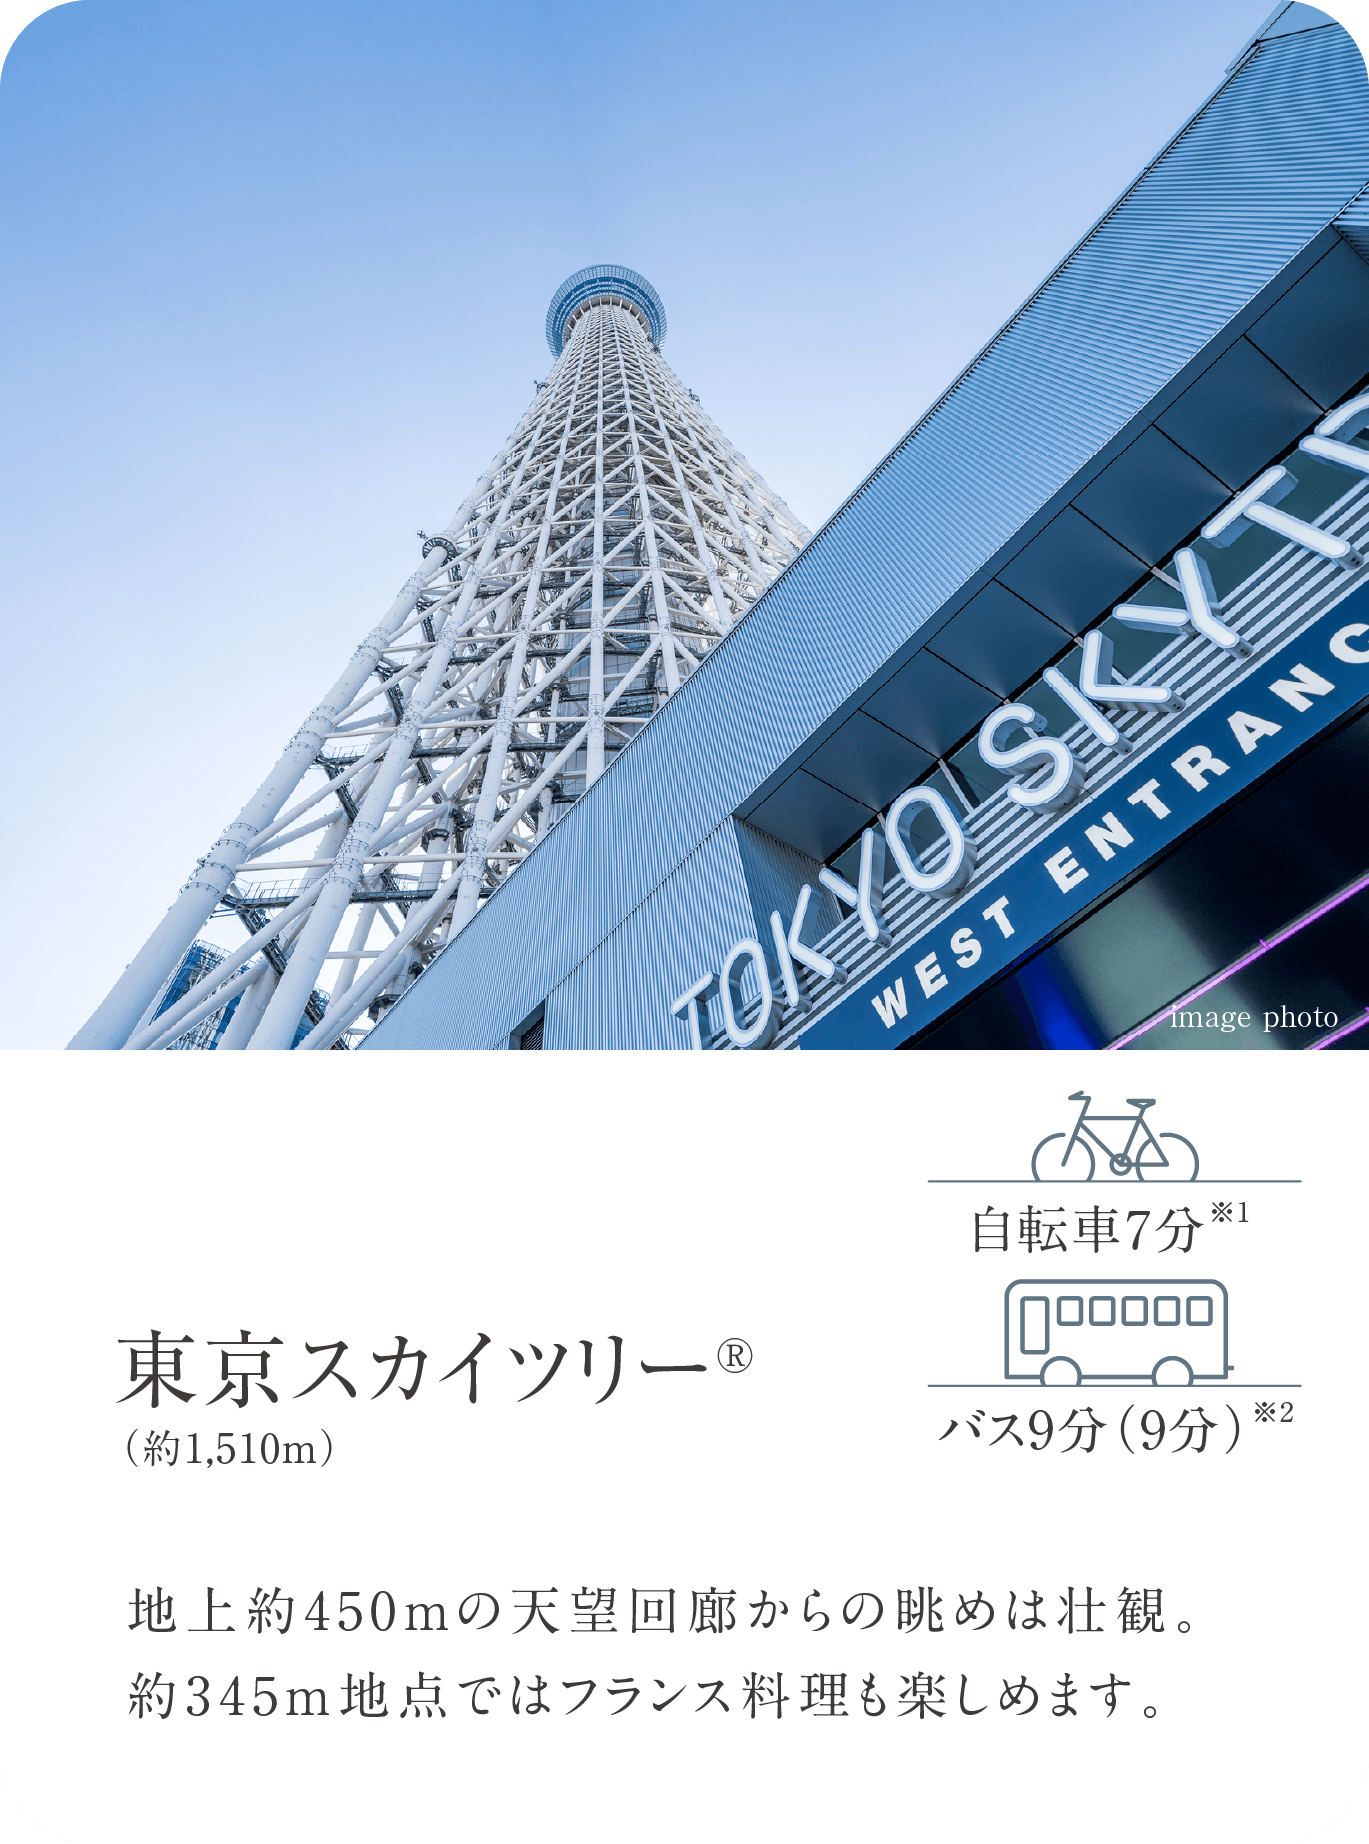 TOKYO SKYTR
WEST ENTRANC
image photo
自転車7分※1
バス9分(9分)※2
東京スカイツリー®
(約1,510m)
地上約450mの天望回廊からの眺めは壮観。
約345m地点ではフランス料理も楽しめます。